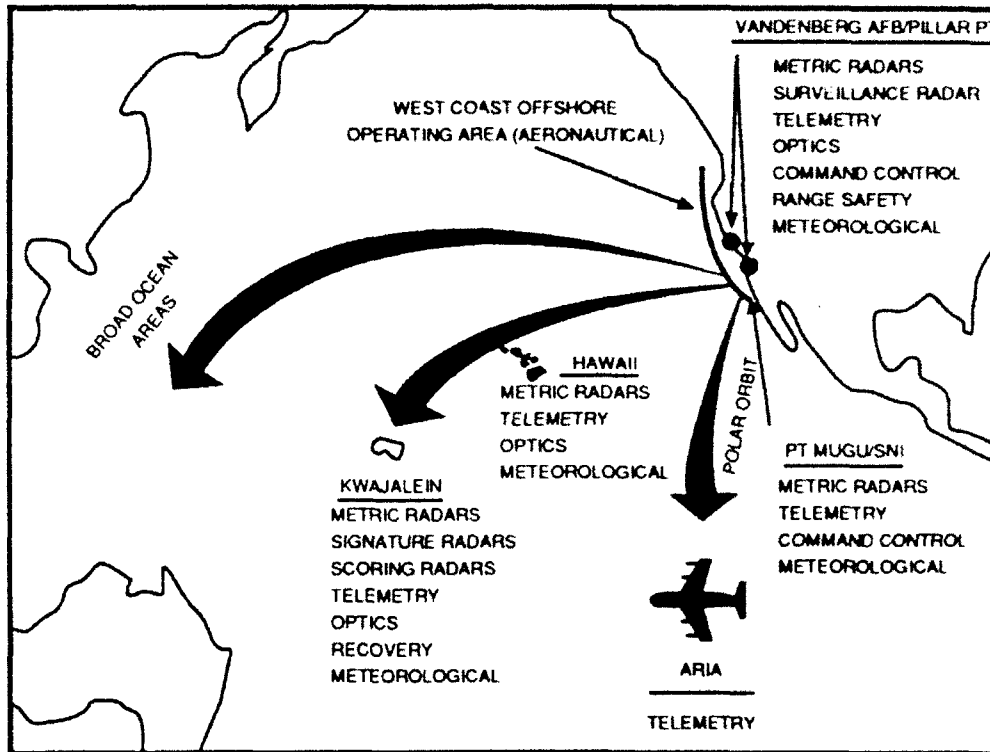 VANDENBERG AFB/PILLAR PT
METRIC RADARS
SURVEILLANCE RADAR
TELEMETRY
OPTICS
COMMAND CONTROL
RANGE SAFETY
METEOROLOGICAL
WEST COAST OFFSHORE
OPERATING AREA (AERONAUTICAL)
BROAD OCEAN
AREAS
HAWAII
METRIC RADARS
TELEMETRY
OPTICS
METEOROLOGICAL
KWAJALEIN
METRIC RADARS
SIGNATURE RADARS
SCORING RADARS
TELEMETRY
OPTICS
RECOVERY
METEOROLOGICAL
POLAR ORBIT
PT MUGU/SNI
METRIC RADARS
TELEMETRY
COMMAND CONTROL
METEOROLOGICAL
ARIA
TELEMETRY